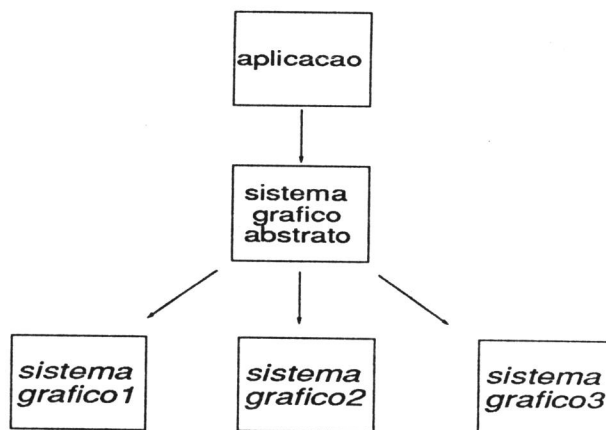 aplicacao
sistema
grafico
abstrato
sistema
grafico1
sistema
grafico2
sistema
grafico3